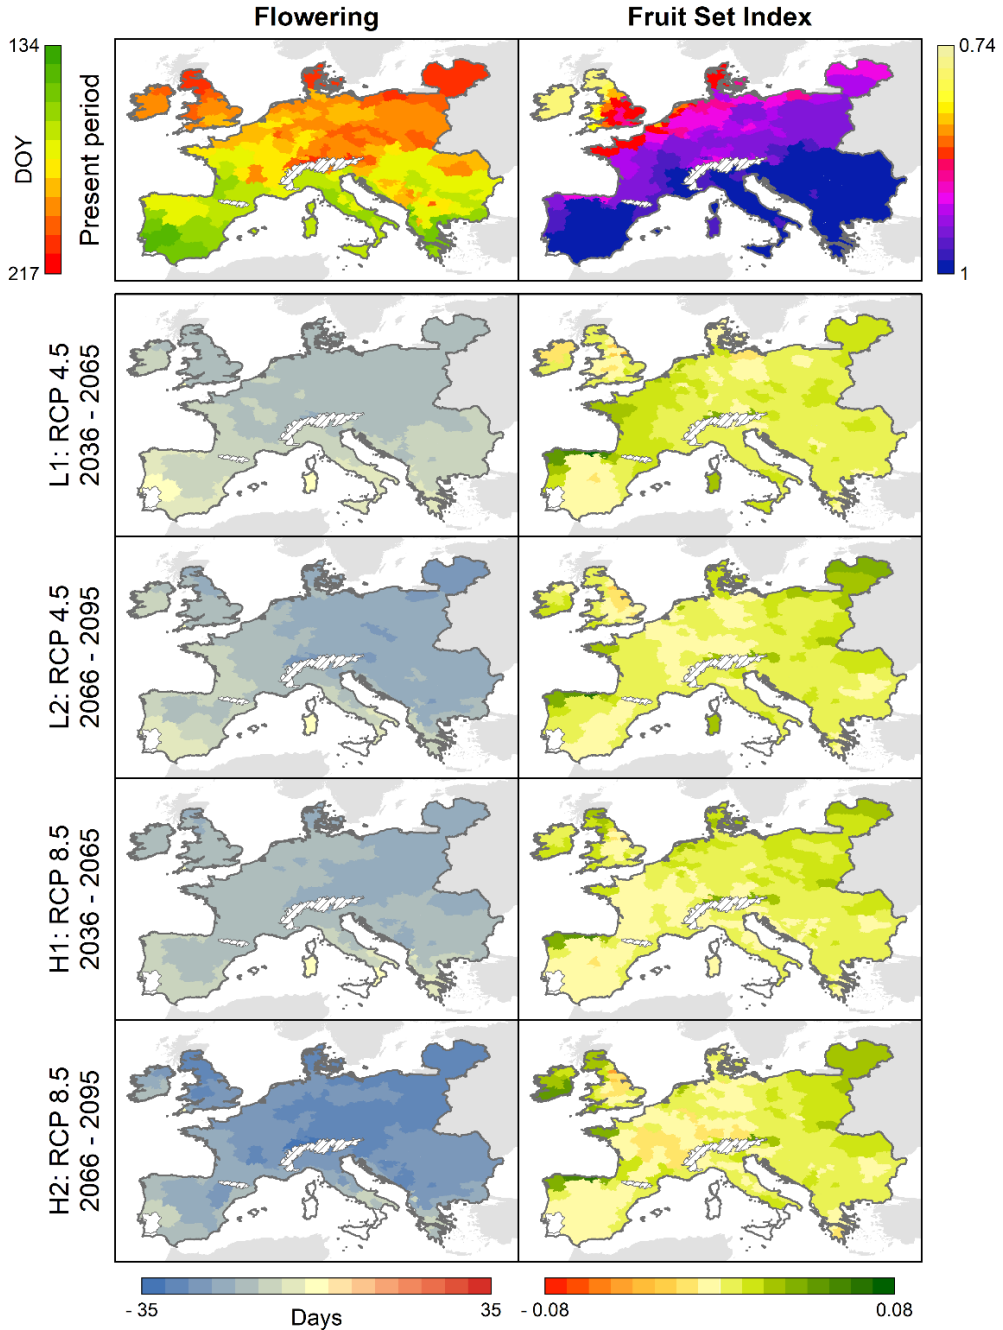 Flowering
Fruit Set Index
134
DOY
217
Present period
0.74
1
L1: RCP 4.5
2036 - 2065
L2: RCP 4.5
2066 - 2095
H1: RCP 8.5
2036 - 2065
H2: RCP 8.5
2066 - 2095
- 35
Days
35
- 0.08
0.08